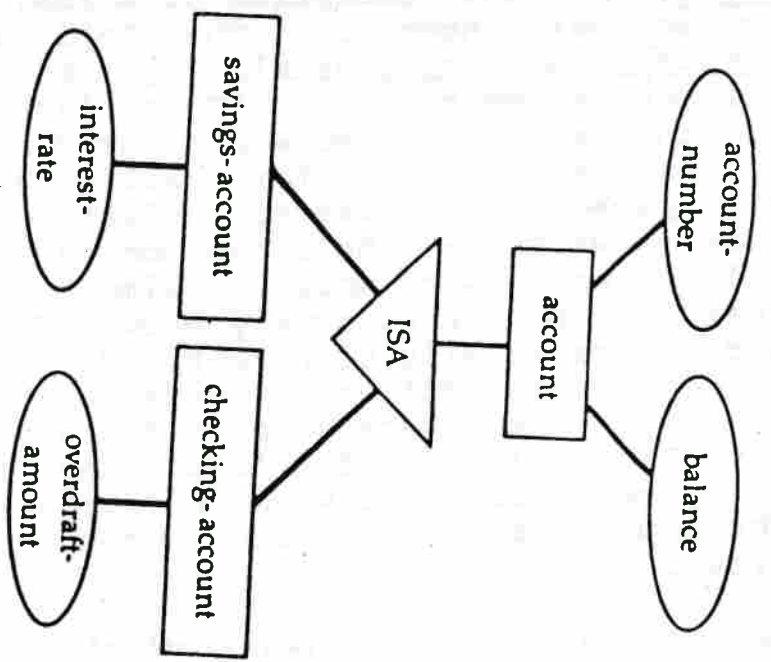 account-
number
balance
account
ISA
savings-account
checking-account
interest-
rate
overdraft-
amount